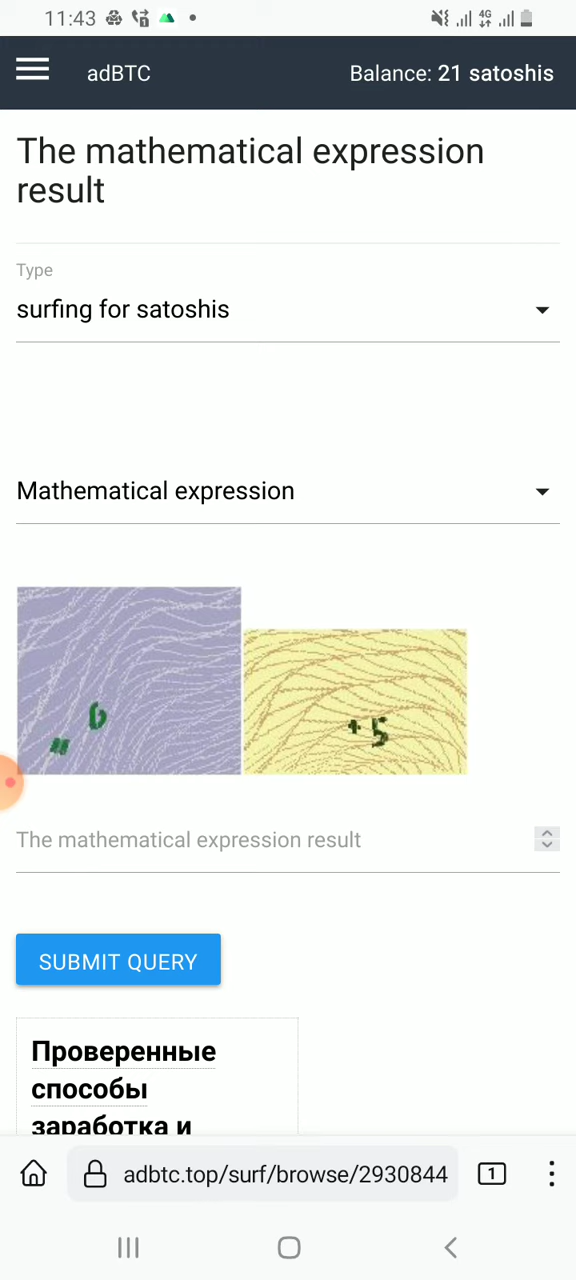 11:43
4G
adBTC
Balance: 21 satoshis
The mathematical expression
result
Type
surfing for satoshis
Mathematical expression
6
+5
The mathematical expression result
SUBMIT QUERY
Проверенные
способы
заработка и
adbtc.top/surf/browse/2930844
1